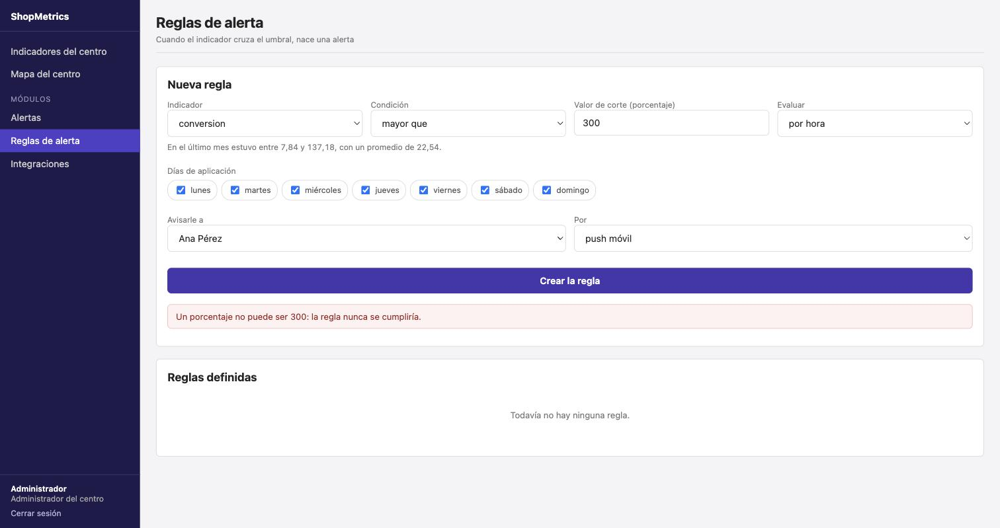 ShopMetrics
Indicadores del centro
Mapa del centro
MÓDULOS
Alertas
Reglas de alerta
Integraciones
Administrador
Administrador del centro
Cerrar sesión
Reglas de alerta
Cuando el indicador cruza el umbral, nace una alerta
Nueva regla
Indicador
conversion
Condición
mayor que
Valor de corte (porcentaje)
300
Evaluar
por hora
En el último mes estuvo entre 7,84 y 137,18, con un promedio de 22,54.
Días de aplicación
lunes
martes
miércoles
jueves
viernes
sábado
domingo
Avisarle a
Ana Pérez
Por
push móvil
Crear la regla
Un porcentaje no puede ser 300: la regla nunca se cumpliría.
Reglas definidas
Todavía no hay ninguna regla.